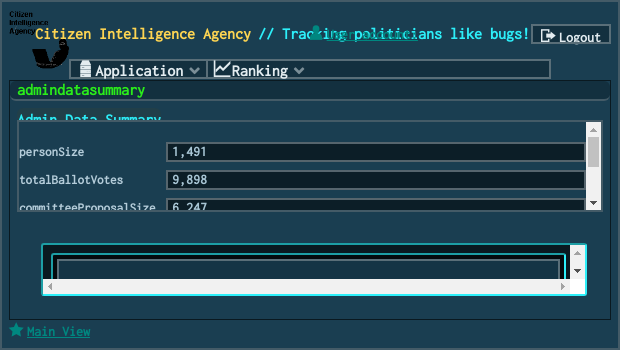 Citizen
Intelligence
Agency
Citizen Intelligence Agency // Tracking politicians like bugs!
Logout
Application
Ranking
admindatasummary
Admin Data Summary
personSize 1,491
totalBallotVotes 9,898
committeeProposalSize 6,247
Main View